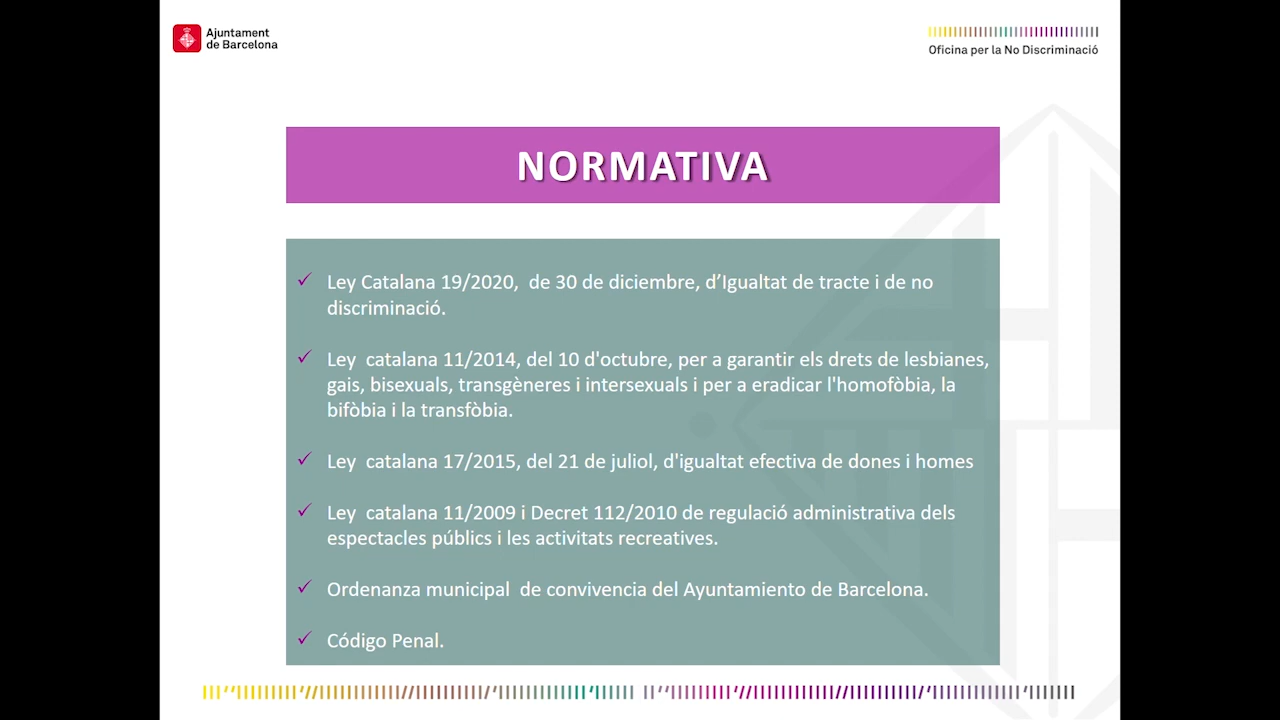 Ajuntament
de Barcelona
Oficina per la No Discriminació
NORMATIVA
Ley Catalana 19/2020, de 30 de diciembre, d’Igualtat de tracte i de no
discriminació.
Ley catalana 11/2014, del 10 d'octubre, per a garantir els drets de lesbianes,
gais, bisexuals, transgèneres i intersexuals i per a eradicar l'homofòbia, la
bifòbia i la transfòbia.
Ley catalana 17/2015, del 21 de juliol, d'igualtat efectiva de dones i homes
Ley catalana 11/2009 i Decret 112/2010 de regulació administrativa dels
espectacles públics i les activitats recreatives.
Ordenanza municipal de convivencia del Ayuntamiento de Barcelona.
Código Penal.